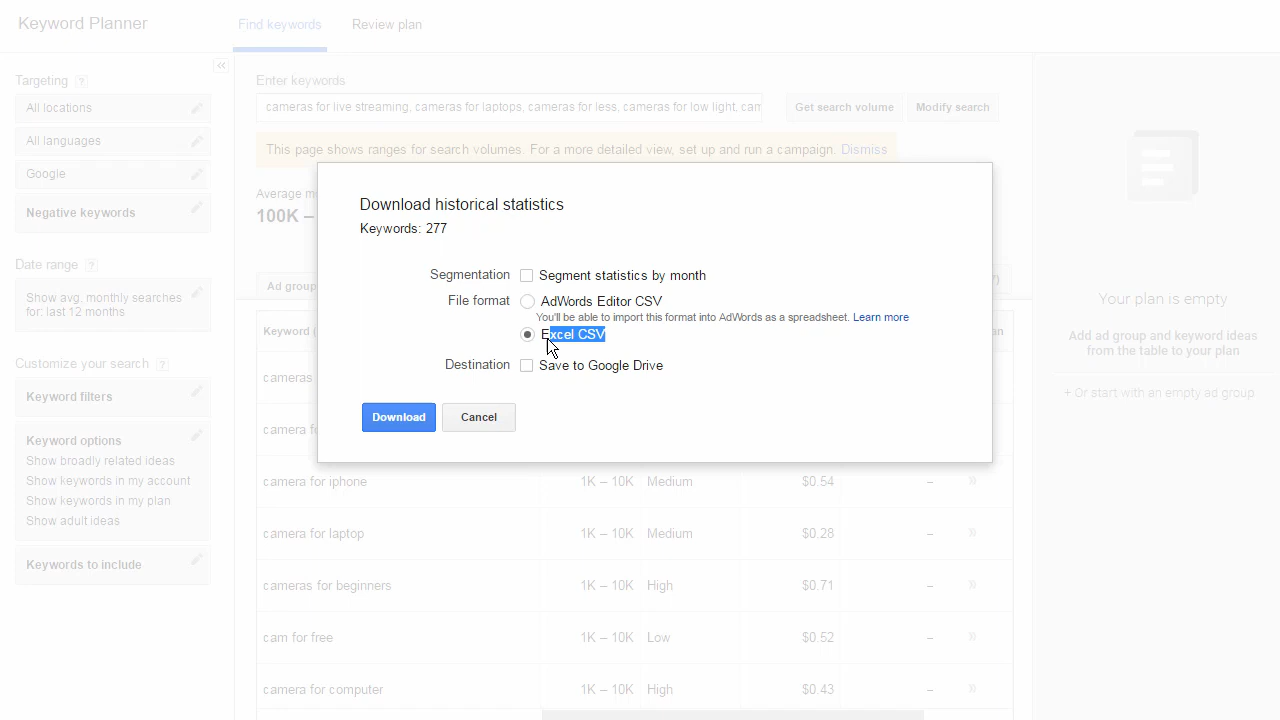 Keyword Planner
Find keywords
Review plan
«
Targeting ?
All locations
All languages
Google
Negative keywords
Date range ?
Show avg. monthly searches
for: last 12 months
Customize your search ?
Keyword filters
Keyword options
Show broadly related ideas
Show keywords in my account
Show keywords in my plan
Show adult ideas
Keywords to include
Enter keywords
cameras for live streaming, cameras for laptops, cameras for less, cameras for low light, cam
Get search volume
Modify search
This page shows ranges for search volumes. For a more detailed view, set up and run a campaign. Dismiss
Average m
100K –
Ad group
Keyword (
Download historical statistics
Keywords: 277
Segmentation Segment statistics by month
File format AdWords Editor CSV
You'll be able to import this format into AdWords as a spreadsheet. Learn more
Excel CSV
Destination Save to Google Drive
Download
Cancel
cameras
camera f
camera for iphone 1K – 10K Medium $0.54 – »
camera for laptop 1K – 10K Medium $0.28 – »
cameras for beginners 1K – 10K High $0.71 – »
cam for free 1K – 10K Low $0.52 – »
camera for computer 1K – 10K High $0.43 – »
Your plan is empty
Add ad group and keyword ideas
from the table to your plan
+ Or start with an empty ad group